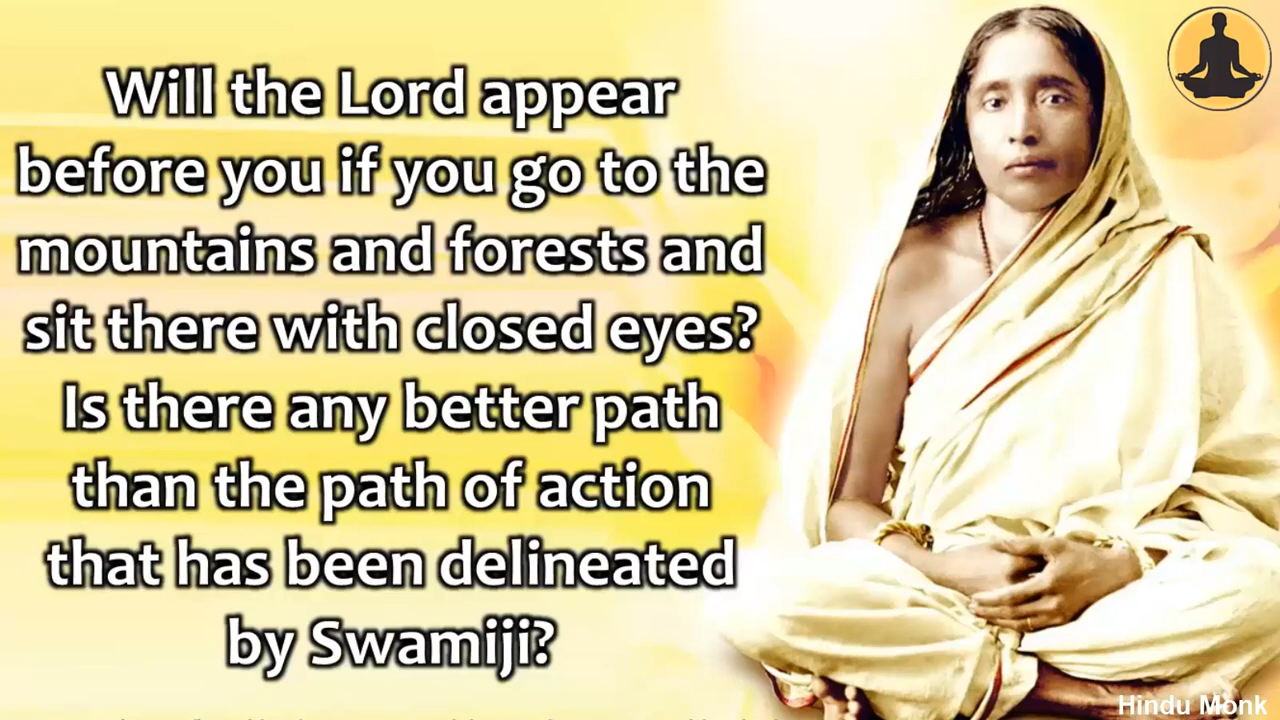 Will the Lord appear
before you if you go to the
mountains and forests and
sit there with closed eyes?
Is there any better path
than the path of action
that has been delineated
by Swamiji?
Hindu Monk